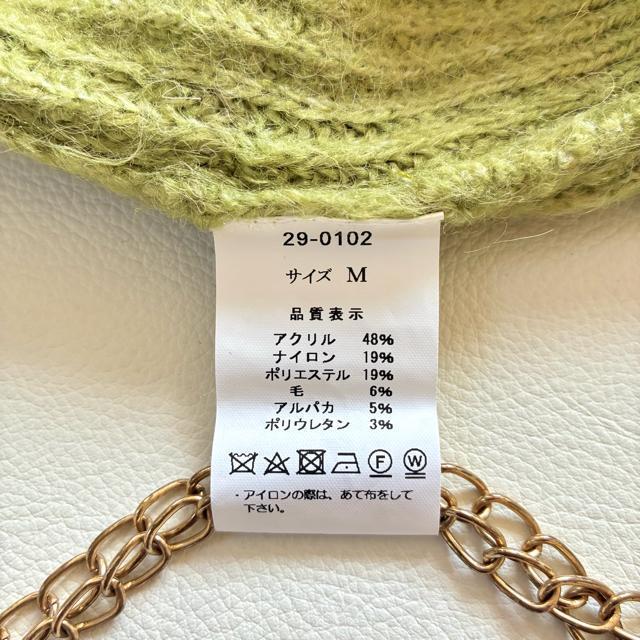 29-0102
サイズ M
品質表示
アクリル 48%
ナイロン 19%
ポリエステル 19%
毛 6%
アルパカ 5%
ポリウレタン 3%
F W
・アイロンの際は、あて布をして
下さい。